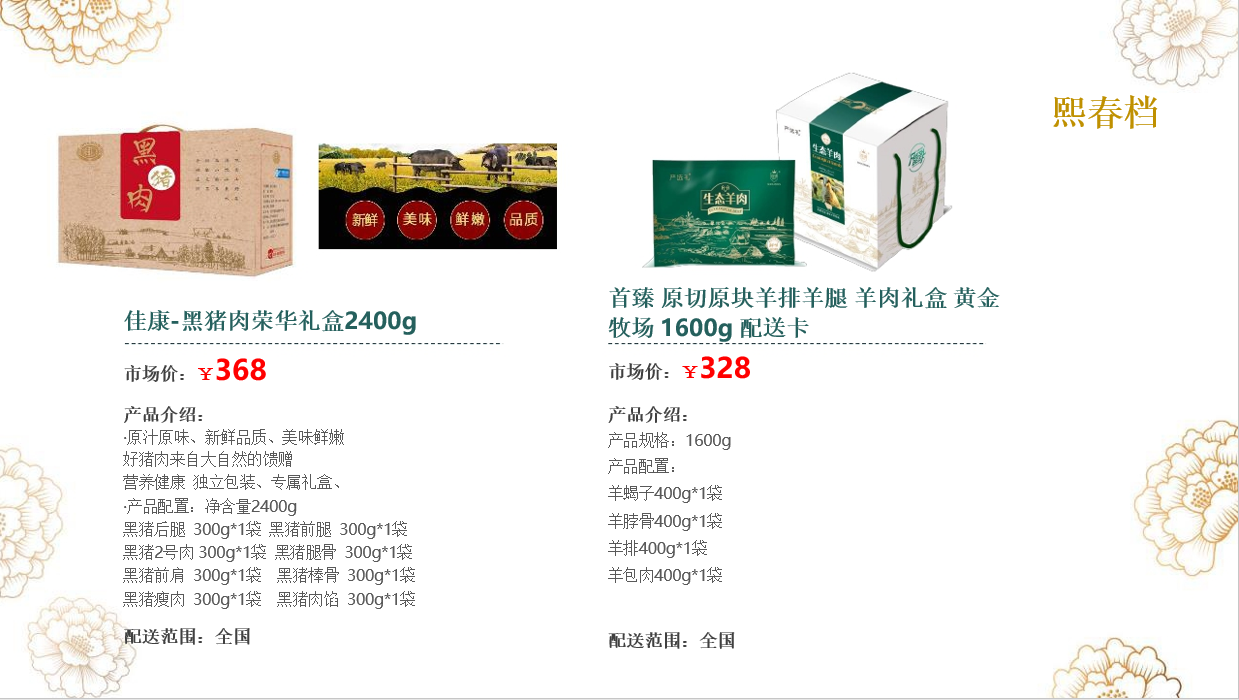 熙春档
黑
猪
肉
新鲜
美味
鲜嫩
品质
佳康-黑猪肉荣华礼盒2400g
市场价：￥368
产品介绍：
·原汁原味、新鲜品质、美味鲜嫩
好猪肉来自大自然的馈赠
营养健康 独立包装、专属礼盒、
·产品配置：净含量2400g
黑猪后腿 300g*1袋 黑猪前腿 300g*1袋
黑猪2号肉 300g*1袋 黑猪腿骨 300g*1袋
黑猪前肩 300g*1袋 黑猪棒骨 300g*1袋
黑猪瘦肉 300g*1袋 黑猪肉馅 300g*1袋
配送范围：全国
生态羊肉
生态羊肉
首臻 原切原块羊排羊腿 羊肉礼盒 黄金
牧场 1600g 配送卡
市场价：￥328
产品介绍：
产品规格：1600g
产品配置：
羊蝎子400g*1袋
羊脖骨400g*1袋
羊排400g*1袋
羊包肉400g*1袋
配送范围：全国